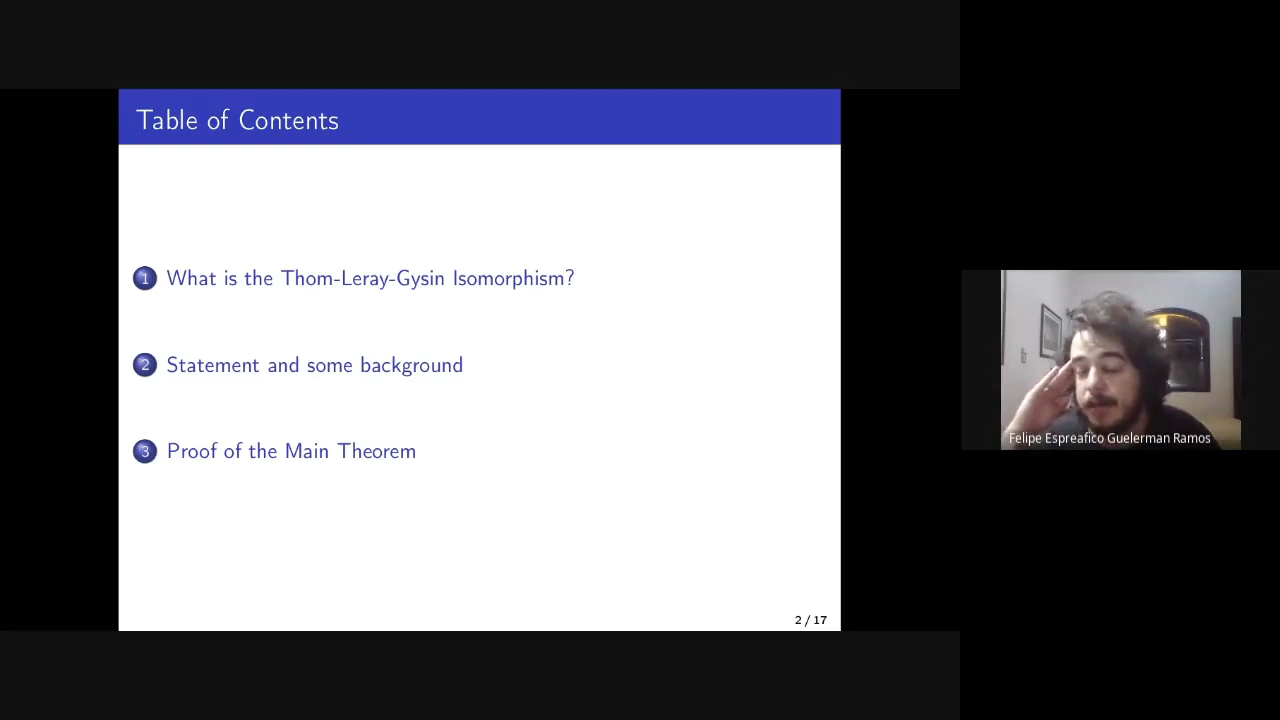 Table of Contents
1 What is the Thom-Leray-Gysin Isomorphism?
2 Statement and some background
3 Proof of the Main Theorem
2 / 17
Felipe Espreafico Guelerman Ramos